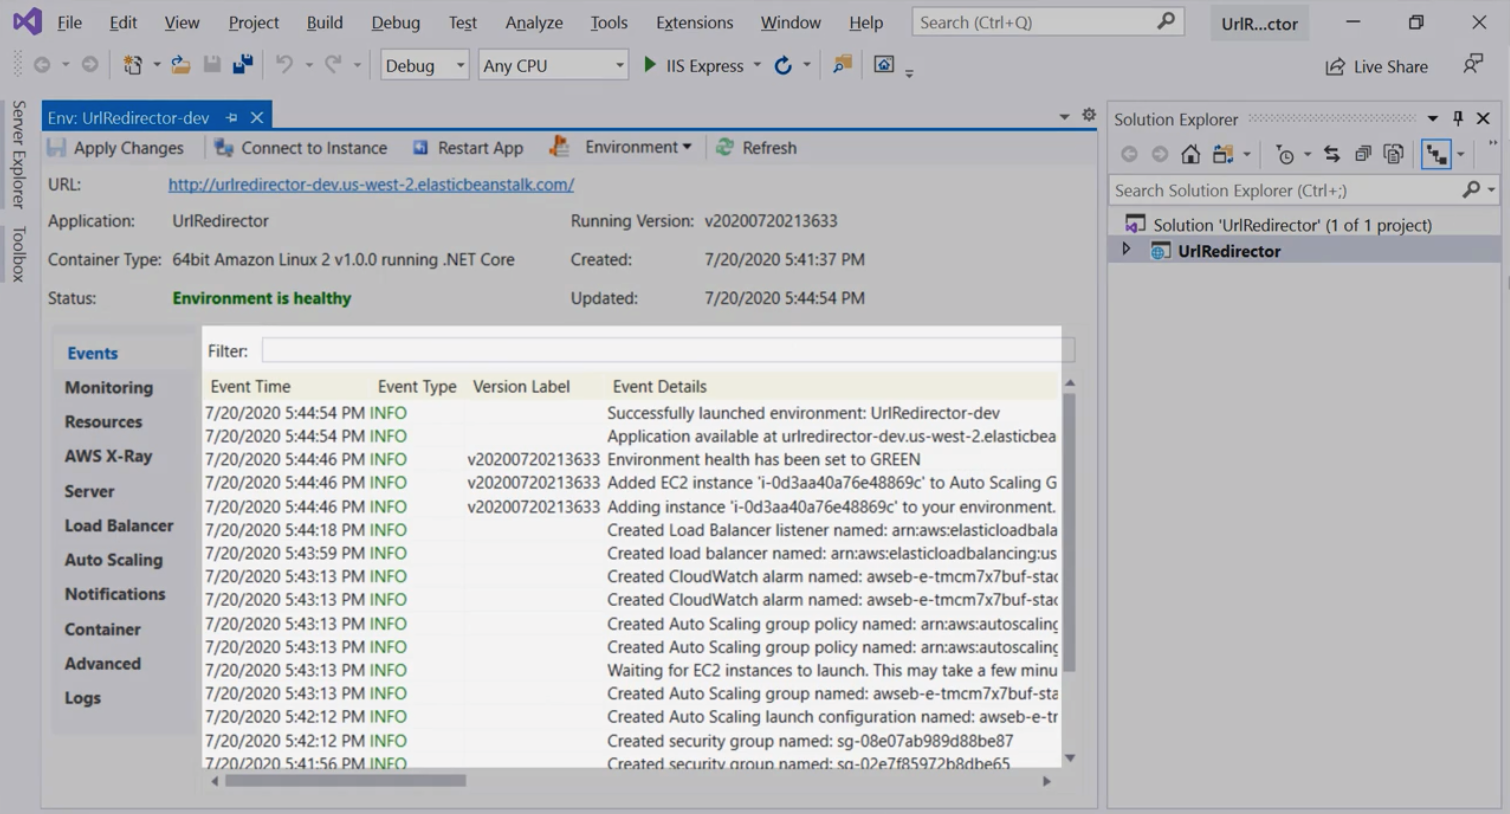 File Edit View Project Build Debug Test Analyze Tools Extensions Window Help Search (Ctrl+Q) UrlR...ctor
Debug Any CPU IIS Express Live Share
Server Explorer
Toolbox
Env: UrlRedirector-dev
Apply Changes Connect to Instance Restart App Environment Refresh
URL: http://urlredirector-dev.us-west-2.elasticbeanstalk.com/
Application: UrlRedirector Running Version: v20200720213633
Container Type: 64bit Amazon Linux 2 v1.0.0 running .NET Core Created: 7/20/2020 5:41:37 PM
Status: Environment is healthy Updated: 7/20/2020 5:44:54 PM
Events
Monitoring
Resources
AWS X-Ray
Server
Load Balancer
Auto Scaling
Notifications
Container
Advanced
Logs
Filter:
Event Time Event Type Version Label Event Details
7/20/2020 5:44:54 PM INFO Successfully launched environment: UrlRedirector-dev
7/20/2020 5:44:54 PM INFO Application available at urlredirector-dev.us-west-2.elasticbea
7/20/2020 5:44:46 PM INFO v20200720213633 Environment health has been set to GREEN
7/20/2020 5:44:46 PM INFO v20200720213633 Added EC2 instance 'i-0d3aa40a76e48869c' to Auto Scaling G
7/20/2020 5:44:46 PM INFO v20200720213633 Adding instance 'i-0d3aa40a76e48869c' to your environment.
7/20/2020 5:44:18 PM INFO Created Load Balancer listener named: arn:aws:elasticloadbala
7/20/2020 5:43:59 PM INFO Created load balancer named: arn:aws:elasticloadbalancing:us
7/20/2020 5:43:13 PM INFO Created CloudWatch alarm named: awseb-e-tmcm7x7buf-stac
7/20/2020 5:43:13 PM INFO Created CloudWatch alarm named: awseb-e-tmcm7x7buf-stac
7/20/2020 5:43:13 PM INFO Created Auto Scaling group policy named: arn:aws:autoscaling
7/20/2020 5:43:13 PM INFO Created Auto Scaling group policy named: arn:aws:autoscaling
7/20/2020 5:43:13 PM INFO Waiting for EC2 instances to launch. This may take a few minu
7/20/2020 5:43:13 PM INFO Created Auto Scaling group named: awseb-e-tmcm7x7buf-sta
7/20/2020 5:42:12 PM INFO Created Auto Scaling launch configuration named: awseb-e-tr
7/20/2020 5:42:12 PM INFO Created security group named: sg-08e07ab989d88be87
7/20/2020 5:41:56 PM INFO Created security group named: sg-02e7f85972b8dbe65
Solution Explorer
Search Solution Explorer (Ctrl+;)
Solution 'UrlRedirector' (1 of 1 project)
UrlRedirector